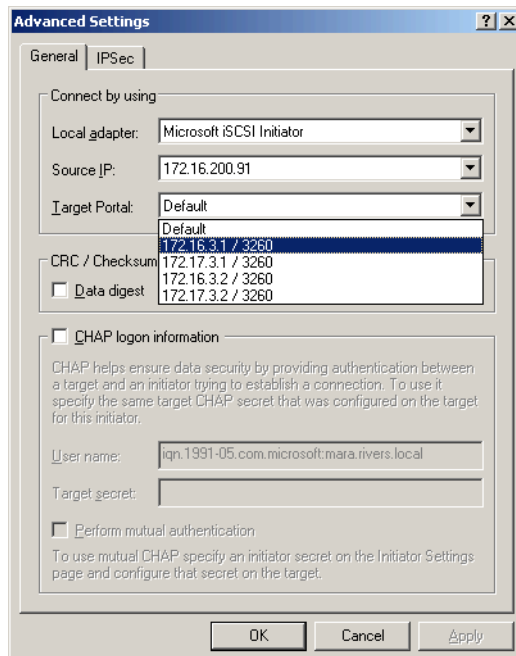 Advanced Settings
General IPSec
Connect by using
Local adapter: Microsoft iSCSI Initiator
Source IP: 172.16.200.91
Target Portal: Default
Default
172.16.3.1 / 3260
CRC / Checksum 172.17.3.1 / 3260
172.16.3.2 / 3260
Data digest 172.17.3.2 / 3260
CHAP logon information
CHAP helps ensure data security by providing authentication between
a target and an initiator trying to establish a connection. To use it
specify the same target CHAP secret that was configured on the target
for this initiator.
User name: iqn.1991-05.com.microsoft:mara.rivers.local
Target secret:
Perform mutual authentication
To use mutual CHAP specify an initiator secret on the Initiator Settings
page and configure that secret on the target.
OK Cancel Apply